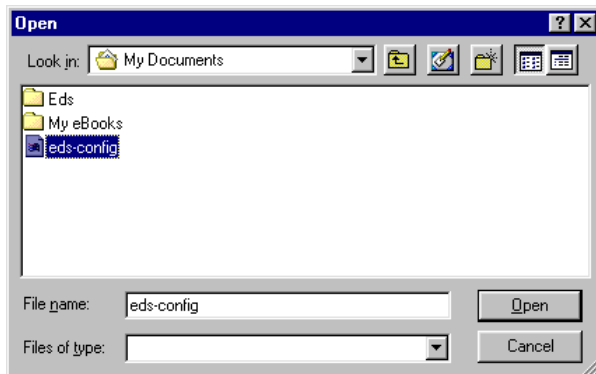 Open
Look in: My Documents
Eds
My eBooks
eds-config
File name: eds-config Open
Files of type: Cancel